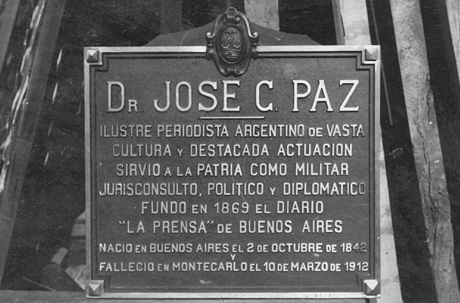 DR JOSE C. PAZ
ILUSTRE PERIODISTA ARGENTINO DE VASTA
CULTURA Y DESTACADA ACTUACION
SIRVIO A LA PATRIA COMO MILITAR
JURISCONSULTO, POLITICO Y DIPLOMATICO
FUNDO EN 1869 EL DIARIO
"LA PRENSA" DE BUENOS AIRES
NACIO EN BUENOS AIRES EL 2 DE OCTUBRE DE 1842
Y
FALLECIO EN MONTECARLO EL 10 DE MARZO DE 1912